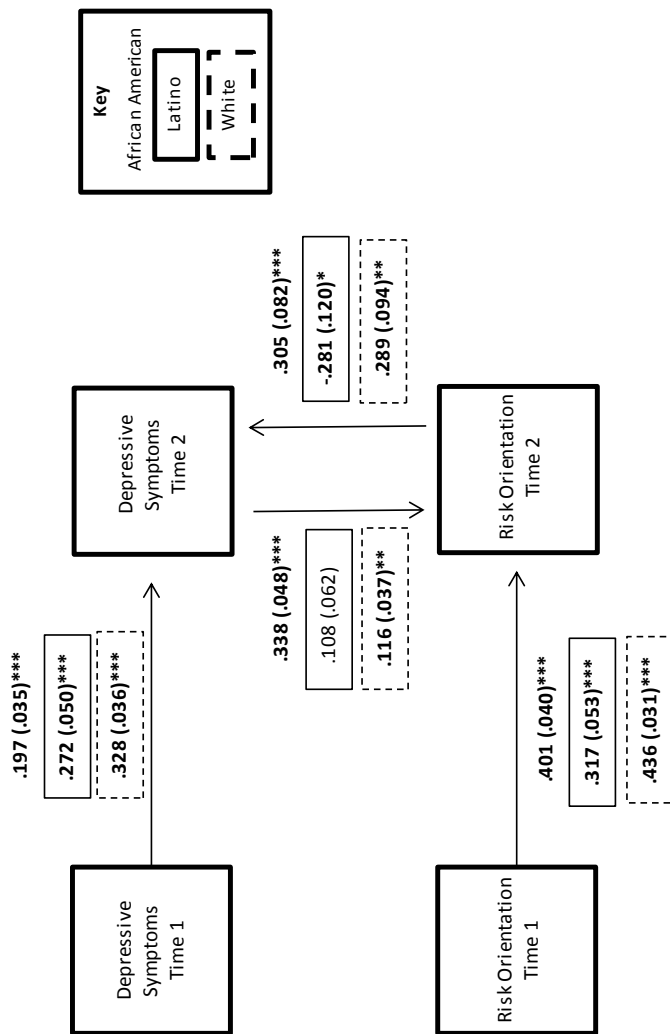 Depressive
Symptoms
Time 1
.197 (.035)***
.272 (.050)***
.328 (.036)***
Depressive
Symptoms
Time 2
Key
African American
Latino
White
.338 (.048)***
.108 (.062)
.116 (.037)**
.305 (.082)***
-.281 (.120)*
.289 (.094)**
Risk Orientation
Time 1
.401 (.040)***
.317 (.053)***
.436 (.031)***
Risk Orientation
Time 2